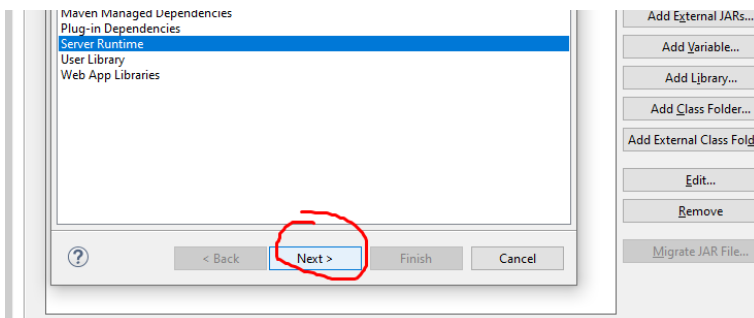 Maven Managed Dependencies
Plug-in Dependencies
Server Runtime
User Library
Web App Libraries
? < Back Next > Finish Cancel
Add External JARs...
Add Variable...
Add Library...
Add Class Folder...
Add External Class Fold
Edit...
Remove
Migrate JAR File...